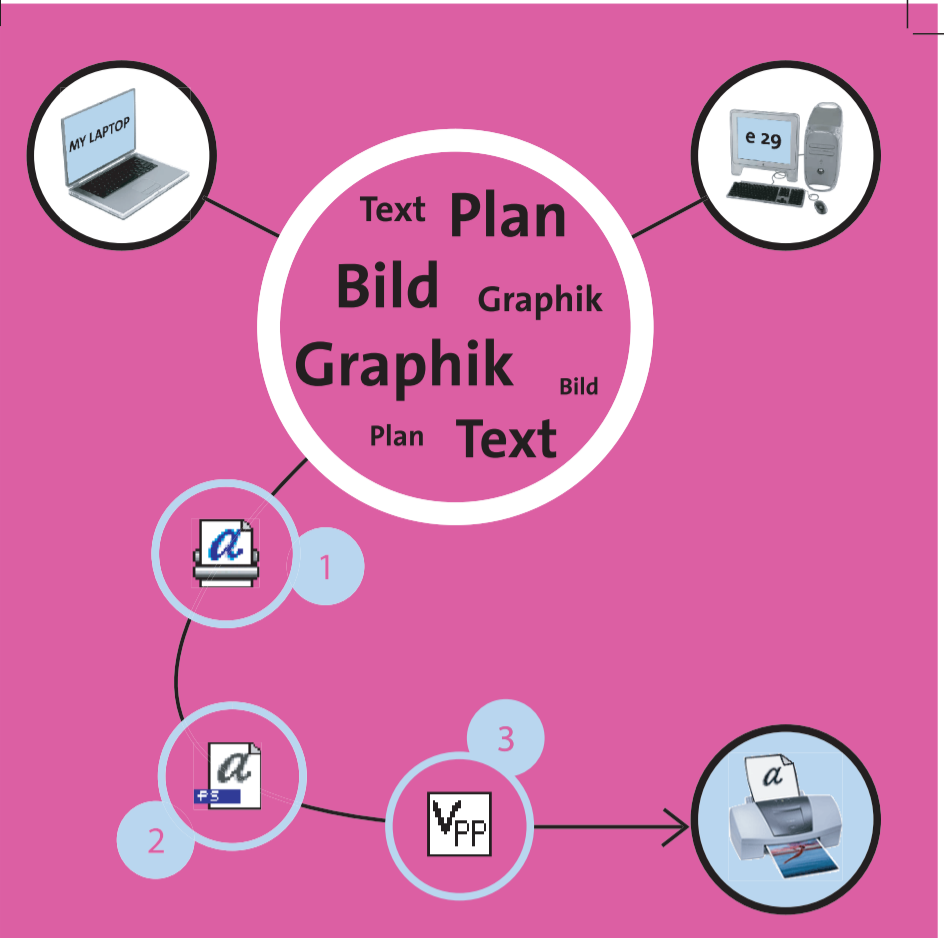 MY LAPTOP
e 29
Text Plan
Bild Graphik
Graphik Bild
Plan Text
a
1
a
PS
2
3
VPP
a